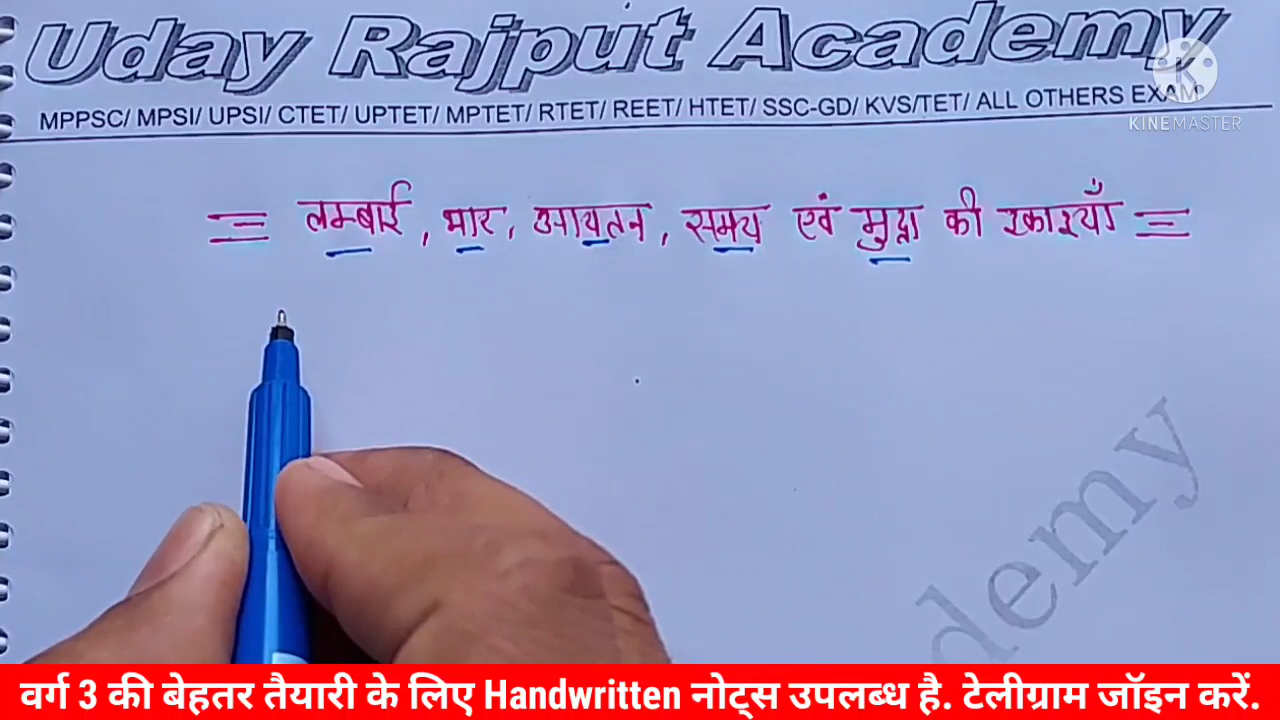 Uday Rajput Academy
MPPSC/ MPSI/ UPSI/ CTET/ UPTET/ MPTET/ RTET/ REET/ HTET/ SSC-GD/ KVS/TET/ ALL OTHERS EXAM
K
KINEMASTER
= लम्बाई, भार, आयतन, समय एवं मुद्रा की इकाइयाँ =
demy
वर्ग 3 की बेहतर तैयारी के लिए Handwritten नोट्स उपलब्ध है. टेलीग्राम जॉइन करें.